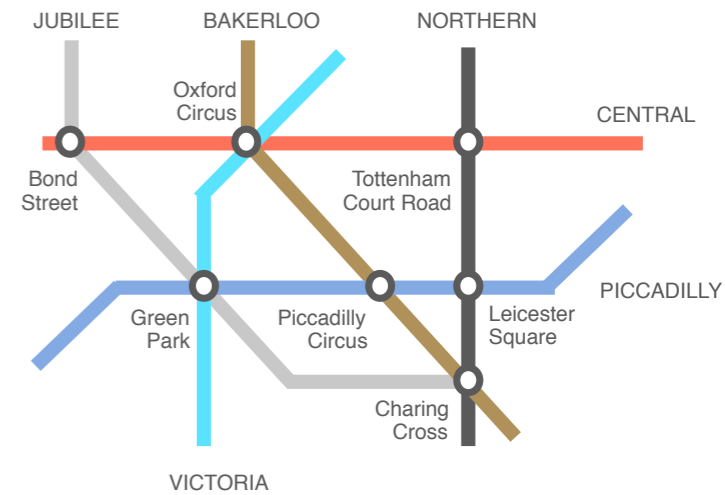 JUBILEE
BAKERLOO
NORTHERN
Oxford
Circus
CENTRAL
Bond
Street
Tottenham
Court Road
PICCADILLY
Green
Park
Piccadilly
Circus
Leicester
Square
Charing
Cross
VICTORIA